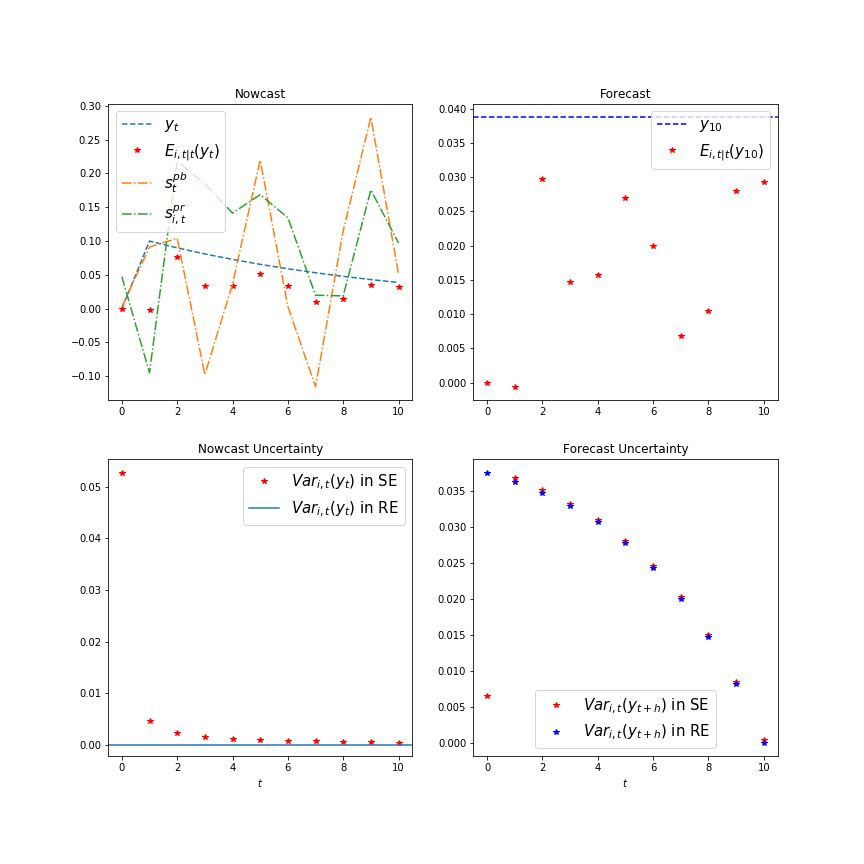 Nowcast
0.30
0.25
0.20
0.15
0.10
0.05
0.00
−0.05
−0.10
0 2 4 6 8 10
y_t
E_{i,t|t}(y_t)
s_t^{pb}
s_{i,t}^{pr}
Forecast
0.040
0.035
0.030
0.025
0.020
0.015
0.010
0.005
0.000
0 2 4 6 8 10
y_{10}
E_{i,t|t}(y_{10})
Nowcast Uncertainty
0.05
0.04
0.03
0.02
0.01
0.00
0 2 4 6 8 10
t
Var_{i,t}(y_t) in SE
Var_{i,t}(y_t) in RE
Forecast Uncertainty
0.035
0.030
0.025
0.020
0.015
0.010
0.005
0.000
0 2 4 6 8 10
t
Var_{i,t}(y_{t+h}) in SE
Var_{i,t}(y_{t+h}) in RE